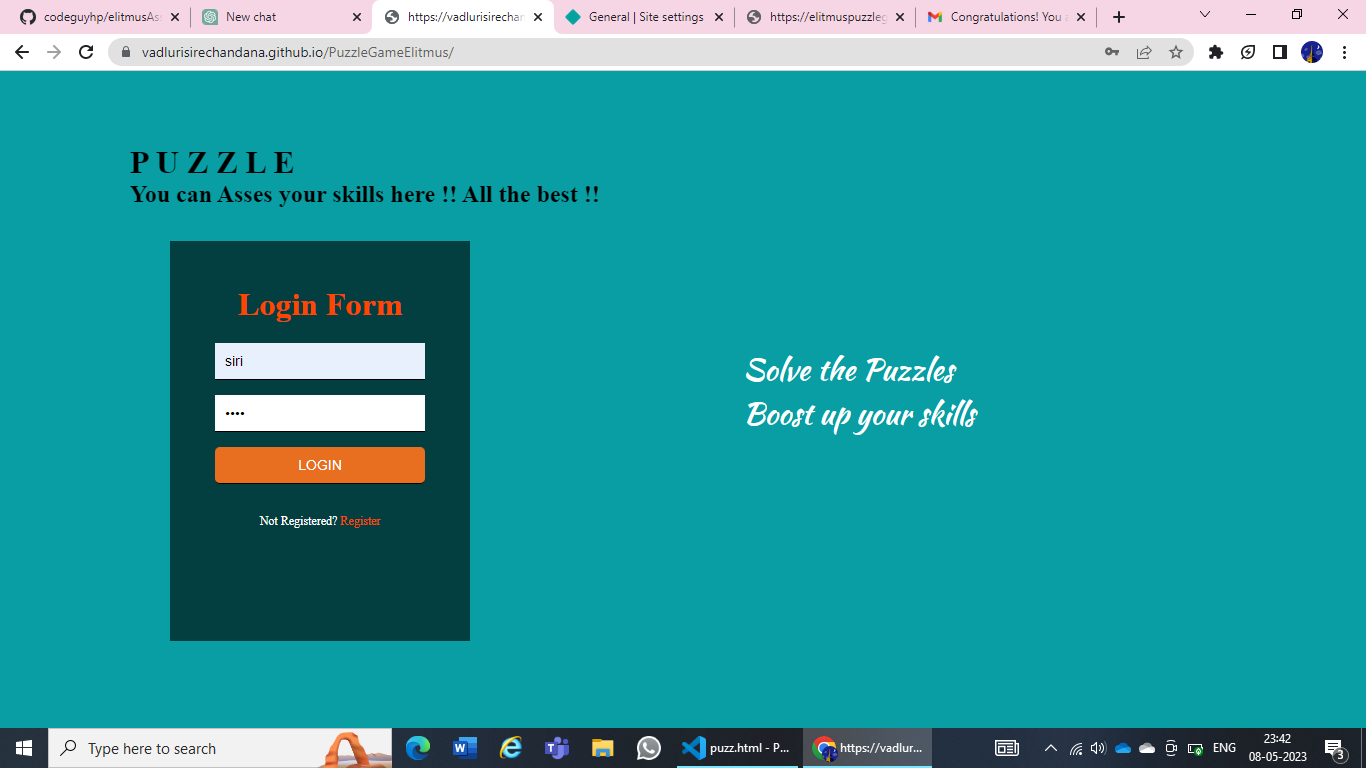 codeguyhp/elitmusAs
New chat
https://vadlurisirechan
General | Site settings
https://elitmuspuzzleg
Congratulations! You a
vadlurisirechandana.github.io/PuzzleGameElitmus/
P U Z Z L E
You can Asses your skills here !! All the best !!
Login Form
siri
••••
LOGIN
Not Registered? Register
Solve the Puzzles
Boost up your skills
Type here to search
puzz.html - P...
https://vadlur...
ENG
23:42
08-05-2023
3